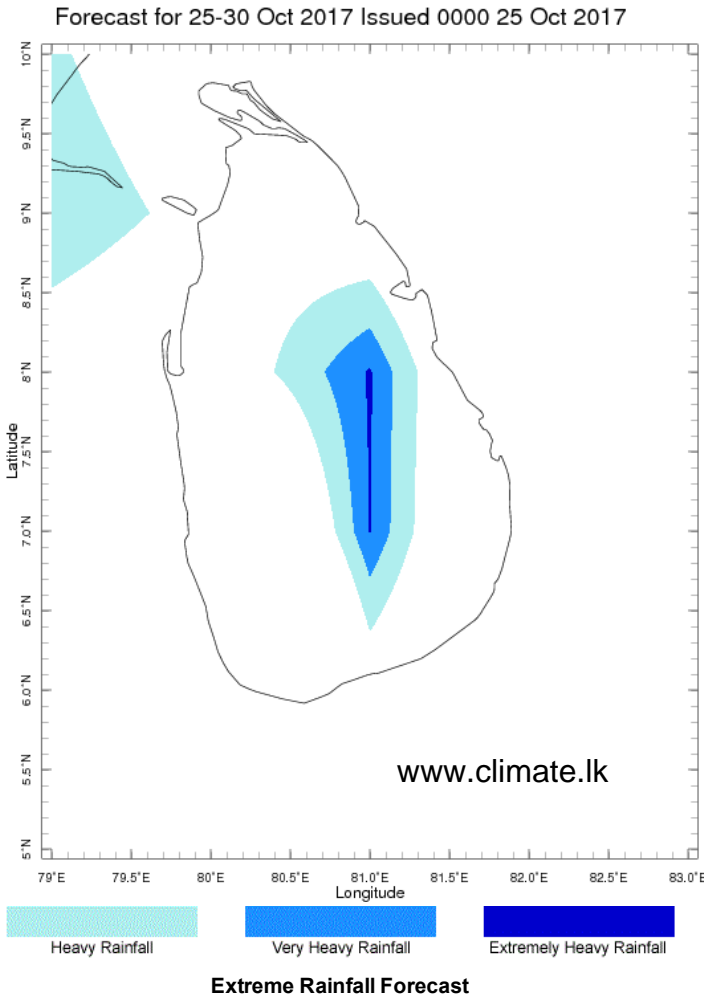 Forecast for 25-30 Oct 2017 Issued 0000 25 Oct 2017
10°N
9.5°N
9°N
8.5°N
8°N
7.5°N
7.0°N
6.5°N
6.0°N
5.5°N
5°N
Latitude
www.climate.lk
79°E 79.5°E 80°E 80.5°E 81.0°E 81.5°E 82.0°E 82.5°E 83.0°E
Longitude
Heavy Rainfall Very Heavy Rainfall Extremely Heavy Rainfall
Extreme Rainfall Forecast